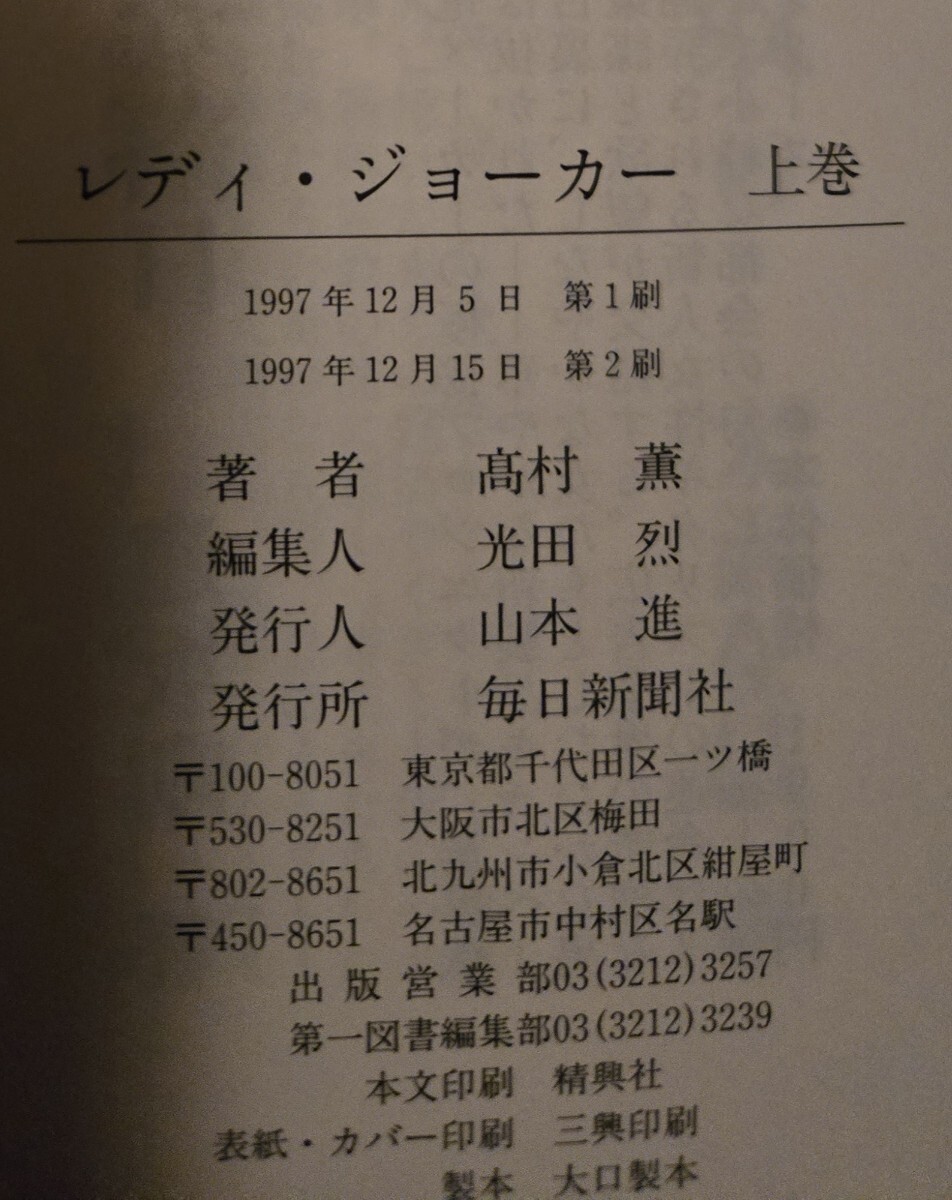 レディ・ジョーカー　上巻
1997年12月5日　第1刷
1997年12月15日　第2刷
著　者　　髙村　薫
編集人　　光田　烈
発行人　　山本　進
発行所　　毎日新聞社
〒100-8051　東京都千代田区一ツ橋
〒530-8251　大阪市北区梅田
〒802-8651　北九州市小倉北区紺屋町
〒450-8651　名古屋市中村区名駅
出版営業部03(3212)3257
第一図書編集部03(3212)3239
本文印刷　精興社
表紙・カバー印刷　三興印刷
製本　大口製本